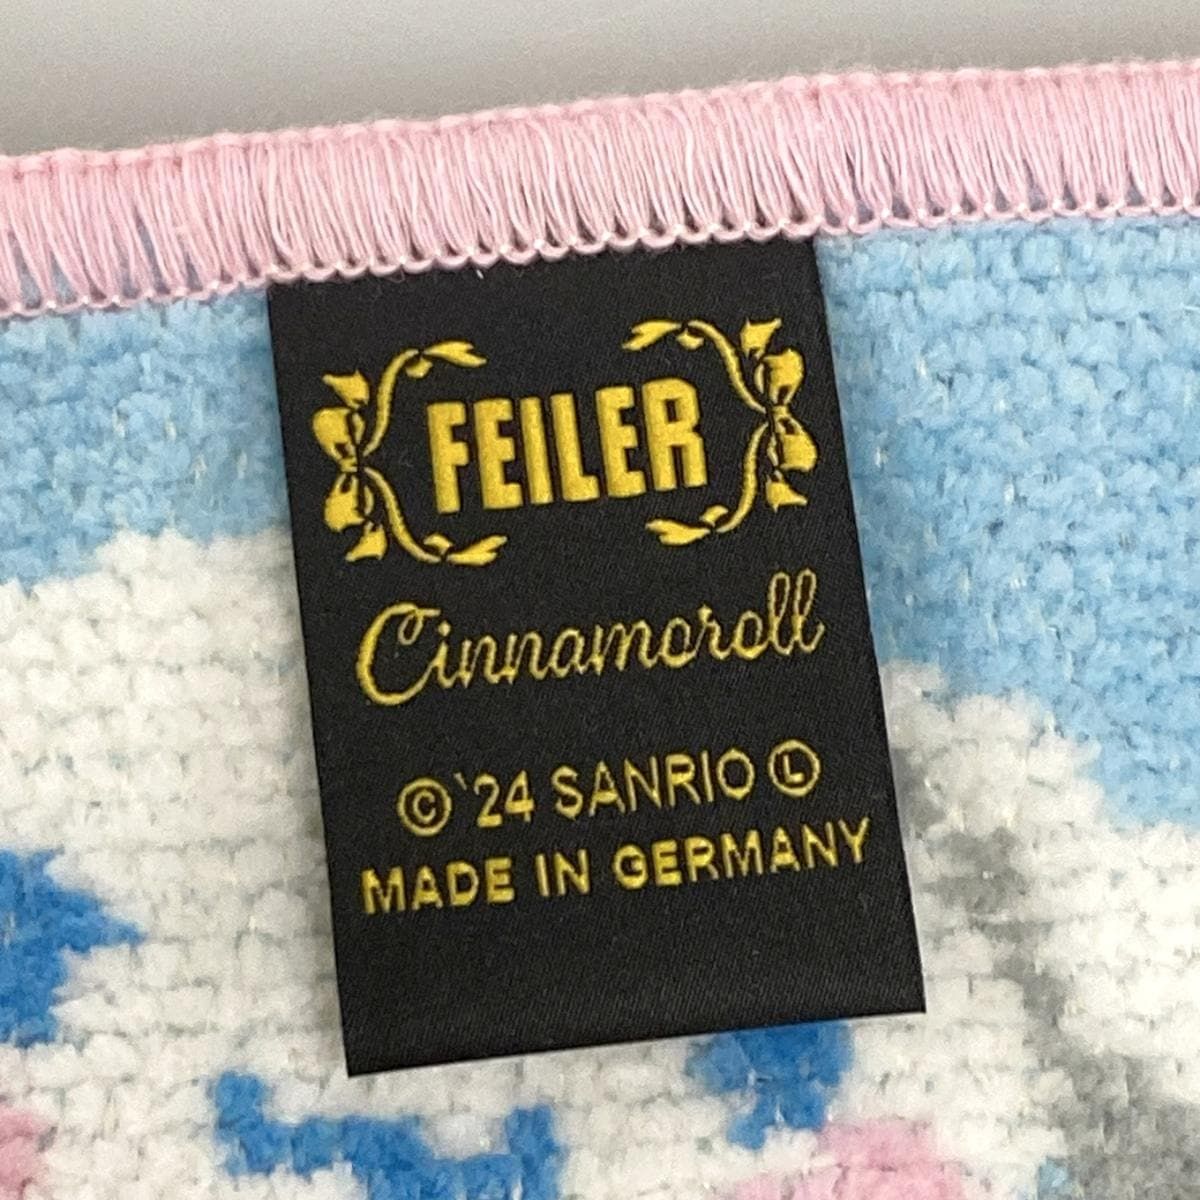 FEILER
Cinnamoroll
©'24 SANRIO Ⓛ
MADE IN GERMANY